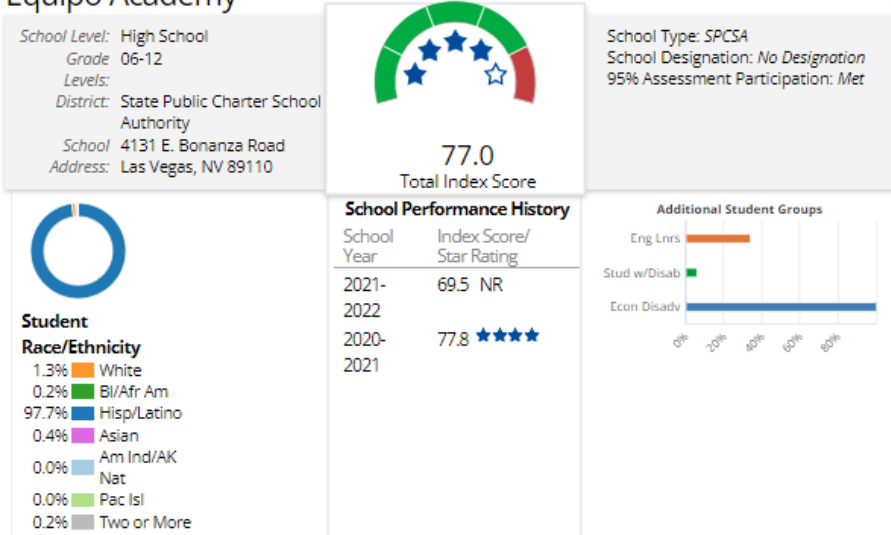 Equipo Academy
School Level: High School
Grade Levels: 06-12
District: State Public Charter School
Authority
School Address: 4131 E. Bonanza Road
Las Vegas, NV 89110
77.0
Total Index Score
School Type: SPCSA
School Designation: No Designation
95% Assessment Participation: Met
Student
Race/Ethnicity
1.3% White
0.2% Bl/Afr Am
97.7% Hisp/Latino
0.4% Asian
0.0% Am Ind/AK
Nat
0.0% Pac Isl
0.2% Two or More
School Performance History
School Year
Index Score/
Star Rating
2021-
2022
69.5 NR
2020-
2021
77.8 ★★★★
Additional Student Groups
Eng Lnrs
Stud w/Disab
Econ Disadv
0% 20% 40% 60% 80%